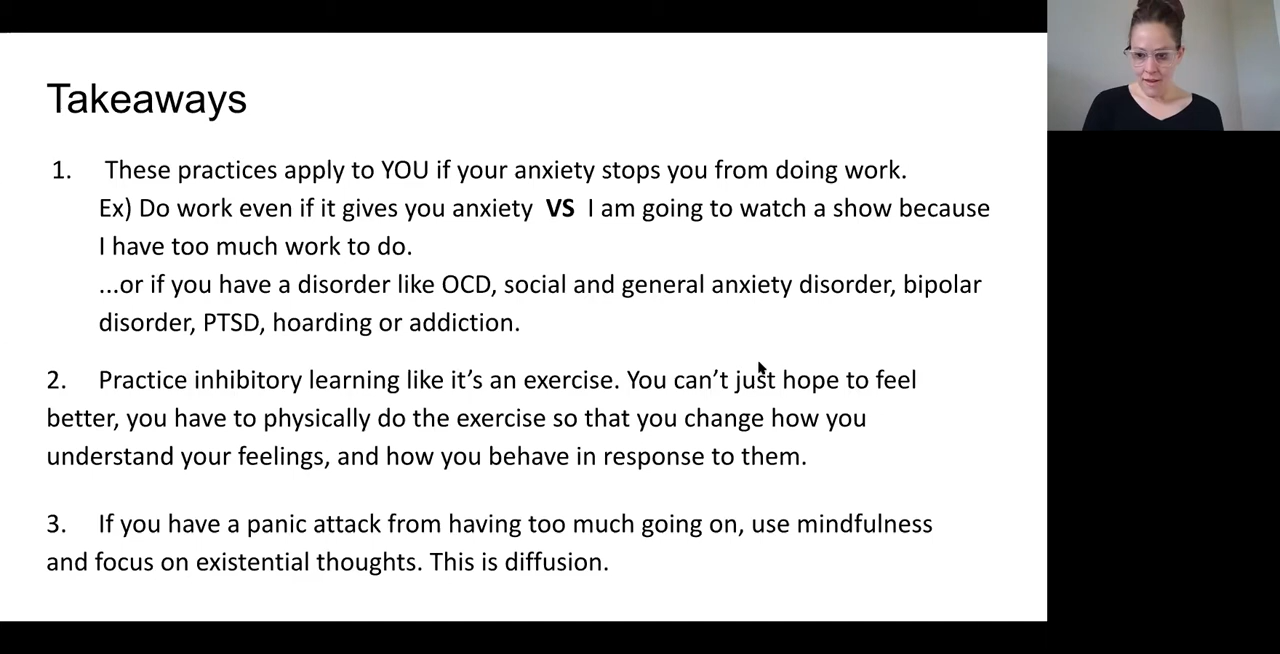 Takeaways
1. These practices apply to YOU if your anxiety stops you from doing work.
Ex) Do work even if it gives you anxiety VS I am going to watch a show because
I have too much work to do.
...or if you have a disorder like OCD, social and general anxiety disorder, bipolar
disorder, PTSD, hoarding or addiction.
2. Practice inhibitory learning like it’s an exercise. You can’t just hope to feel
better, you have to physically do the exercise so that you change how you
understand your feelings, and how you behave in response to them.
3. If you have a panic attack from having too much going on, use mindfulness
and focus on existential thoughts. This is diffusion.